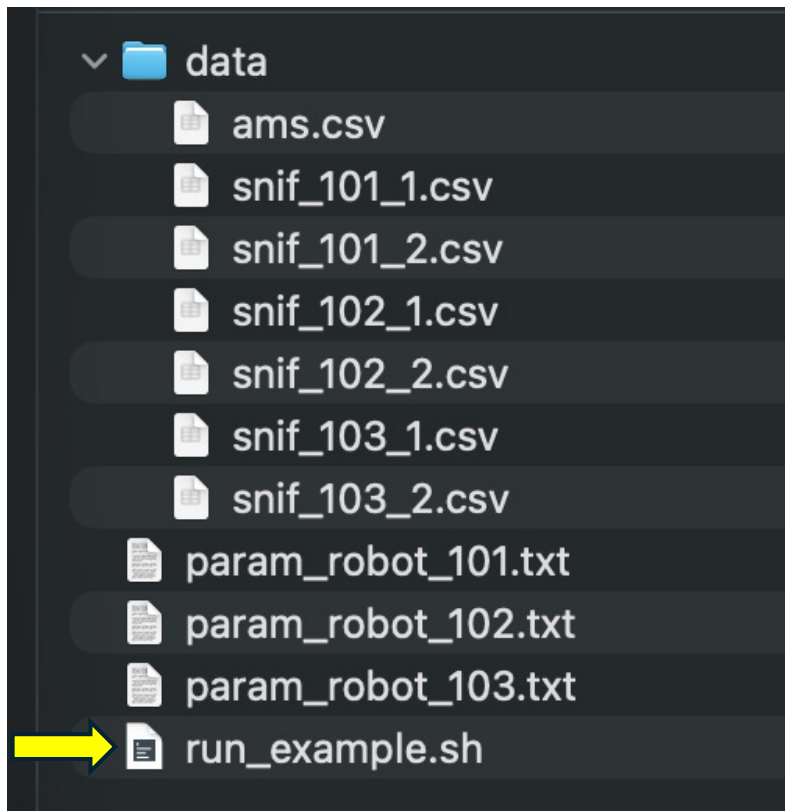 data
ams.csv
snif_101_1.csv
snif_101_2.csv
snif_102_1.csv
snif_102_2.csv
snif_103_1.csv
snif_103_2.csv
param_robot_101.txt
param_robot_102.txt
param_robot_103.txt
run_example.sh